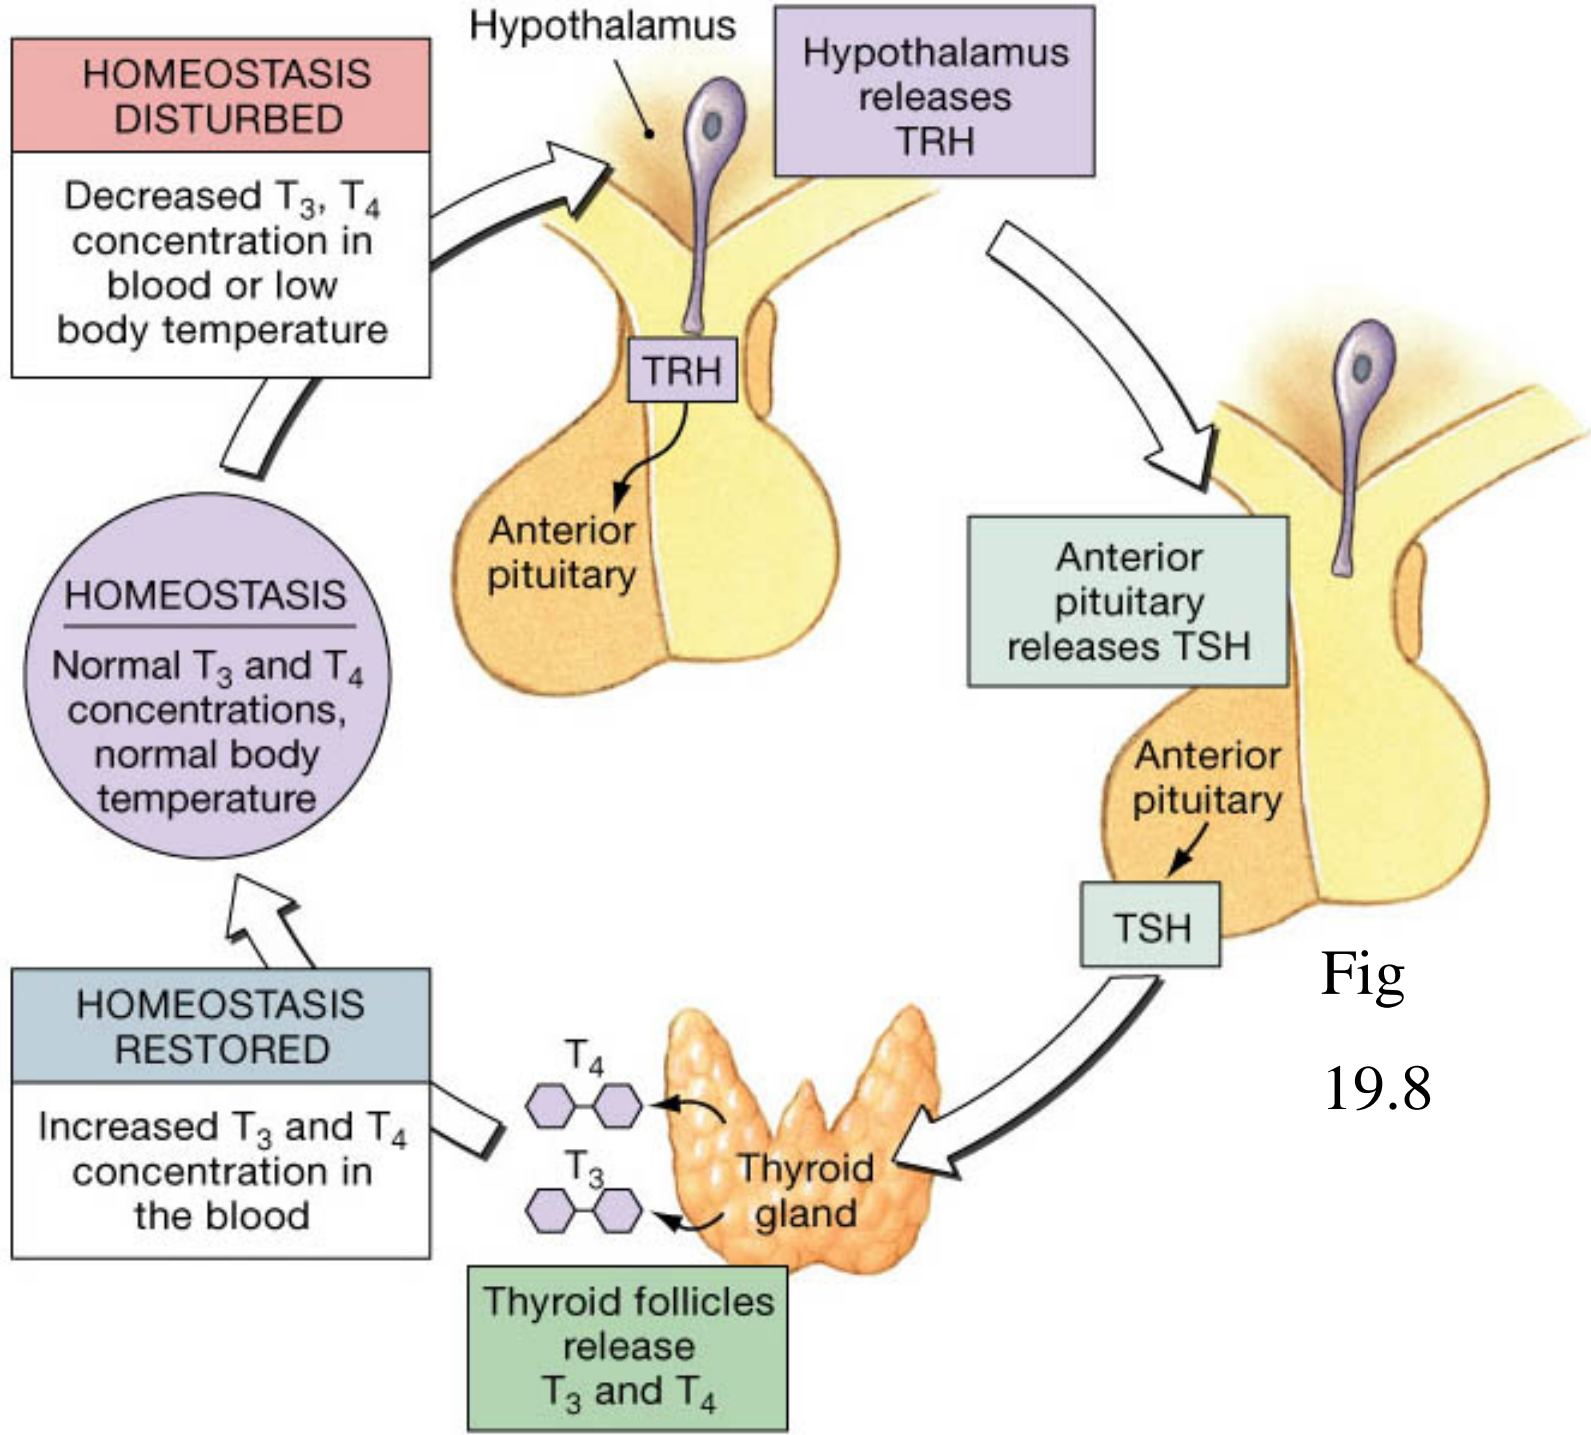 Hypothalamus
Hypothalamus
releases
TRH
HOMEOSTASIS
DISTURBED
Decreased T₃, T₄
concentration in
blood or low
body temperature
TRH
Anterior
pituitary
Anterior
pituitary
releases TSH
Anterior
pituitary
TSH
Fig
19.8
HOMEOSTASIS
Normal T₃ and T₄
concentrations,
normal body
temperature
HOMEOSTASIS
RESTORED
Increased T₃ and T₄
concentration in
the blood
T₄
T₃
Thyroid
gland
Thyroid follicles
release
T₃ and T₄